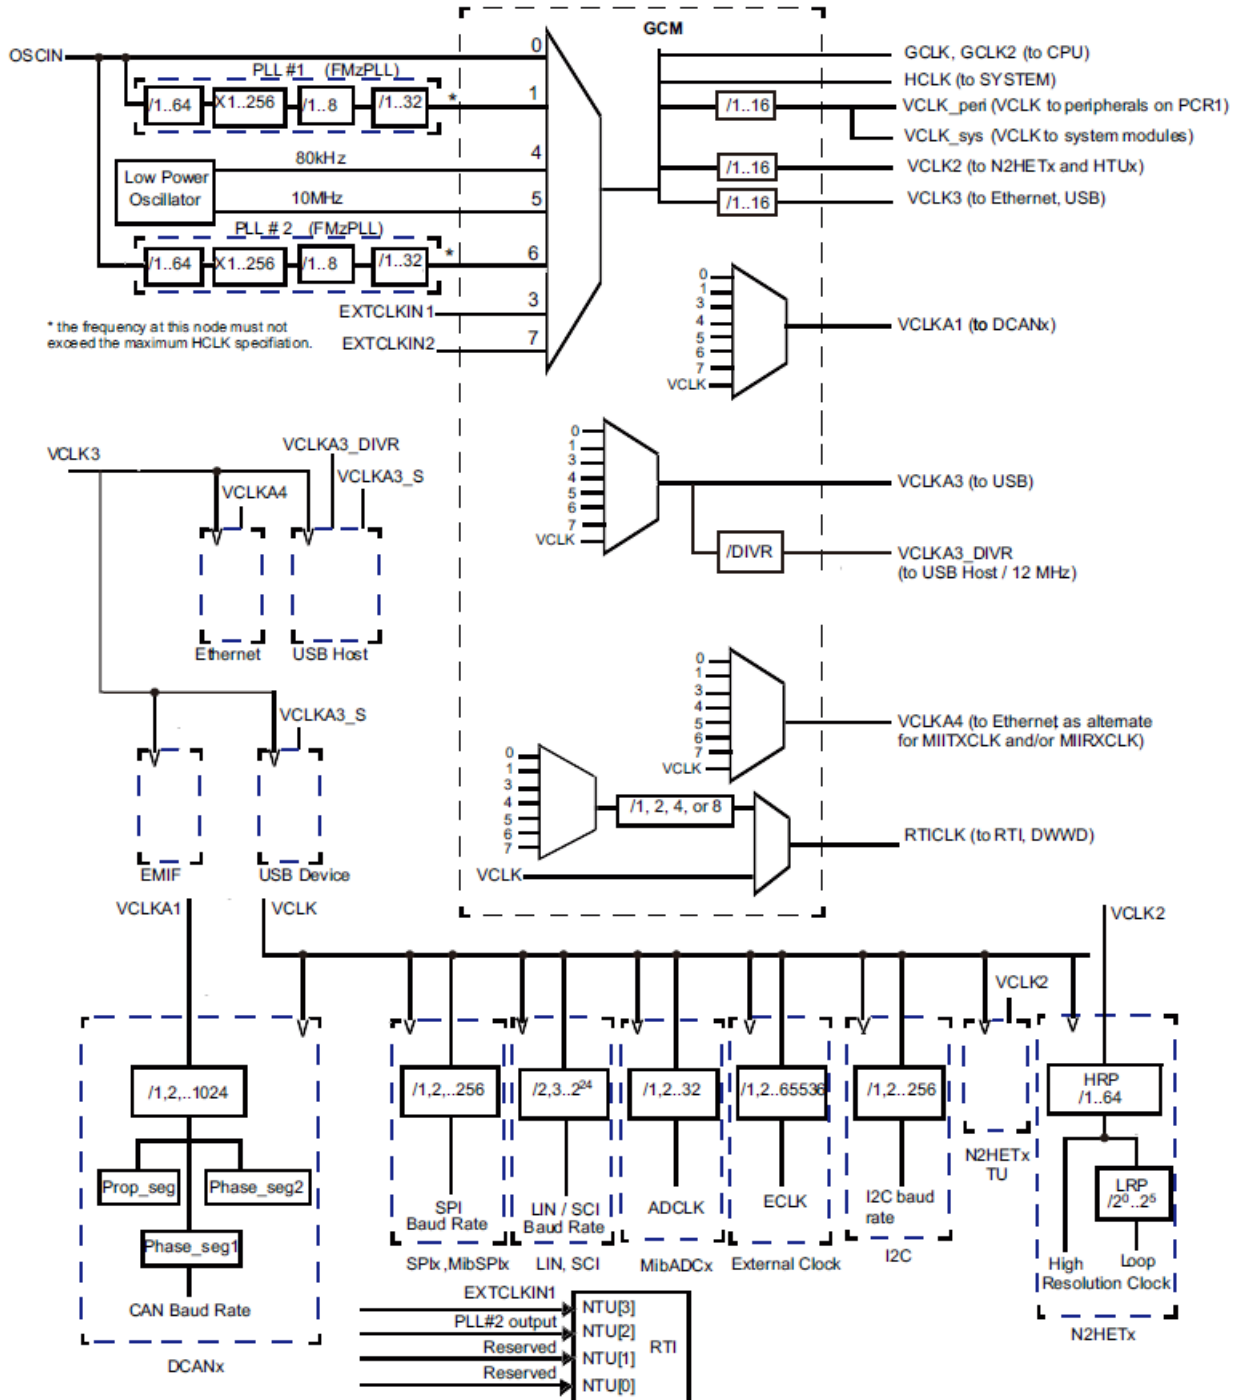 GCM
OSCIN
0
GCLK, GCLK2 (to CPU)
PLL #1 (FMzPLL)
HCLK (to SYSTEM)
/1..64
X1..256
/1..8
/1..32
*
1
/1..16
VCLK_peri (VCLK to peripherals on PCR1)
VCLK_sys (VCLK to system modules)
80kHz
4
Low Power
Oscillator
/1..16
VCLK2 (to N2HETx and HTUx)
10MHz
5
/1..16
VCLK3 (to Ethernet, USB)
PLL # 2 (FMzPLL)
/1..64
X1..256
/1..8
/1..32
*
6
EXTCLKIN1
3
EXTCLKIN2
7
* the frequency at this node must not
exceed the maximum HCLK specifiation.
0
1
3
4
5
6
7
VCLK
VCLKA1 (to DCANx)
VCLK3
VCLKA3_DIVR
VCLKA3_S
VCLKA4
Ethernet
USB Host
0
1
3
4
5
6
7
VCLK
VCLKA3 (to USB)
/DIVR
VCLKA3_DIVR
(to USB Host / 12 MHz)
VCLKA3_S
EMIF
USB Device
0
1
3
4
5
6
7
VCLK
VCLKA4 (to Ethernet as alternate
for MIITXCLK and/or MIIRXCLK)
0
1
3
4
5
6
7
/1, 2, 4, or 8
VCLK
RTICLK (to RTI, DWWD)
VCLKA1
VCLK
VCLK2
VCLK2
/1,2,..1024
Prop_seg
Phase_seg2
Phase_seg1
CAN Baud Rate
DCANx
/1,2,..256
SPI
Baud Rate
SPIx ,MibSPIx
/2,3..2²⁴
LIN / SCI
Baud Rate
LIN, SCI
/1,2..32
ADCLK
MibADCx
/1,2..65536
ECLK
External Clock
/1,2..256
I2C baud
rate
I2C
N2HETx
TU
HRP
/1..64
LRP
/2⁰..2⁵
High
Loop
Resolution Clock
N2HETx
EXTCLKIN1
NTU[3]
PLL#2 output
NTU[2]
RTI
Reserved
NTU[1]
Reserved
NTU[0]